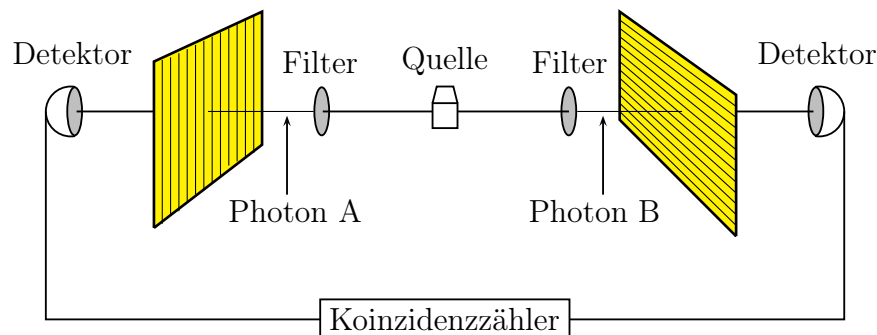 Detektor
Filter
Quelle
Filter
Detektor
Photon A
Photon B
Koinzidenzzähler